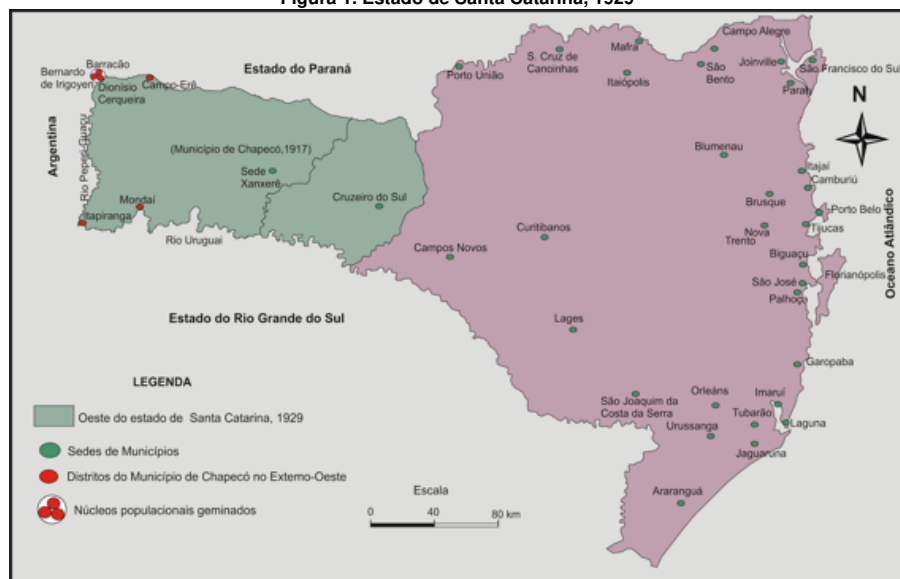 Figura 1: Estado de Santa Catarina, 1929
Campo Alegre
Mafra
S. Cruz de
Canoinhas
Joinville
São Francisco do Sul
São
Bento
Itaiópolis
Porto União
Paraty
Barracão
Bernardo
de Irigoyen
Estado do Paraná
Dionísio
Cerqueira
Campo-Erê
N
Argentina
Rio Peperi-Guaçu
(Município de Chapecó,1917)
Sede
Xanxerê
Cruzeiro do Sul
Blumenau
Itajaí
Camburiú
Brusque
Porto Belo
Tijucas
Nova
Trento
Mondaí
Itapiranga
Rio Uruguai
Curitibanos
Campos Novos
Biguaçu
Florianópolis
São José
Palhoça
Oceano Atlândico
Estado do Rio Grande do Sul
Lages
Garopaba
LEGENDA
Oeste do estado de Santa Catarina, 1929
Sedes de Municípios
Distritos do Município de Chapecó no Extemo-Oeste
Núcleos populacionais geminados
São Joaquim da
Costa da Serra
Orleáns
Imaruí
Tubarão
Laguna
Urussanga
Jaguaruna
Araranguá
Escala
0 40 80 km